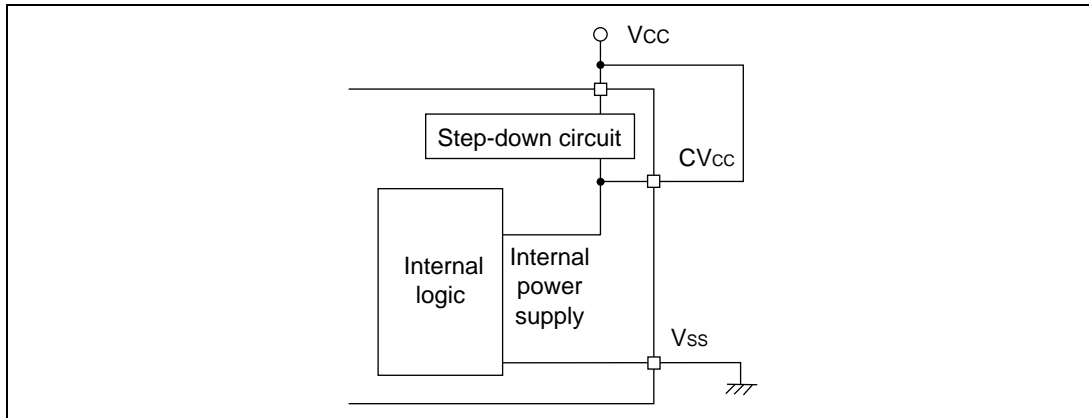 VCC
Step-down circuit
CVCC
Internal
logic
Internal
power
supply
VSS